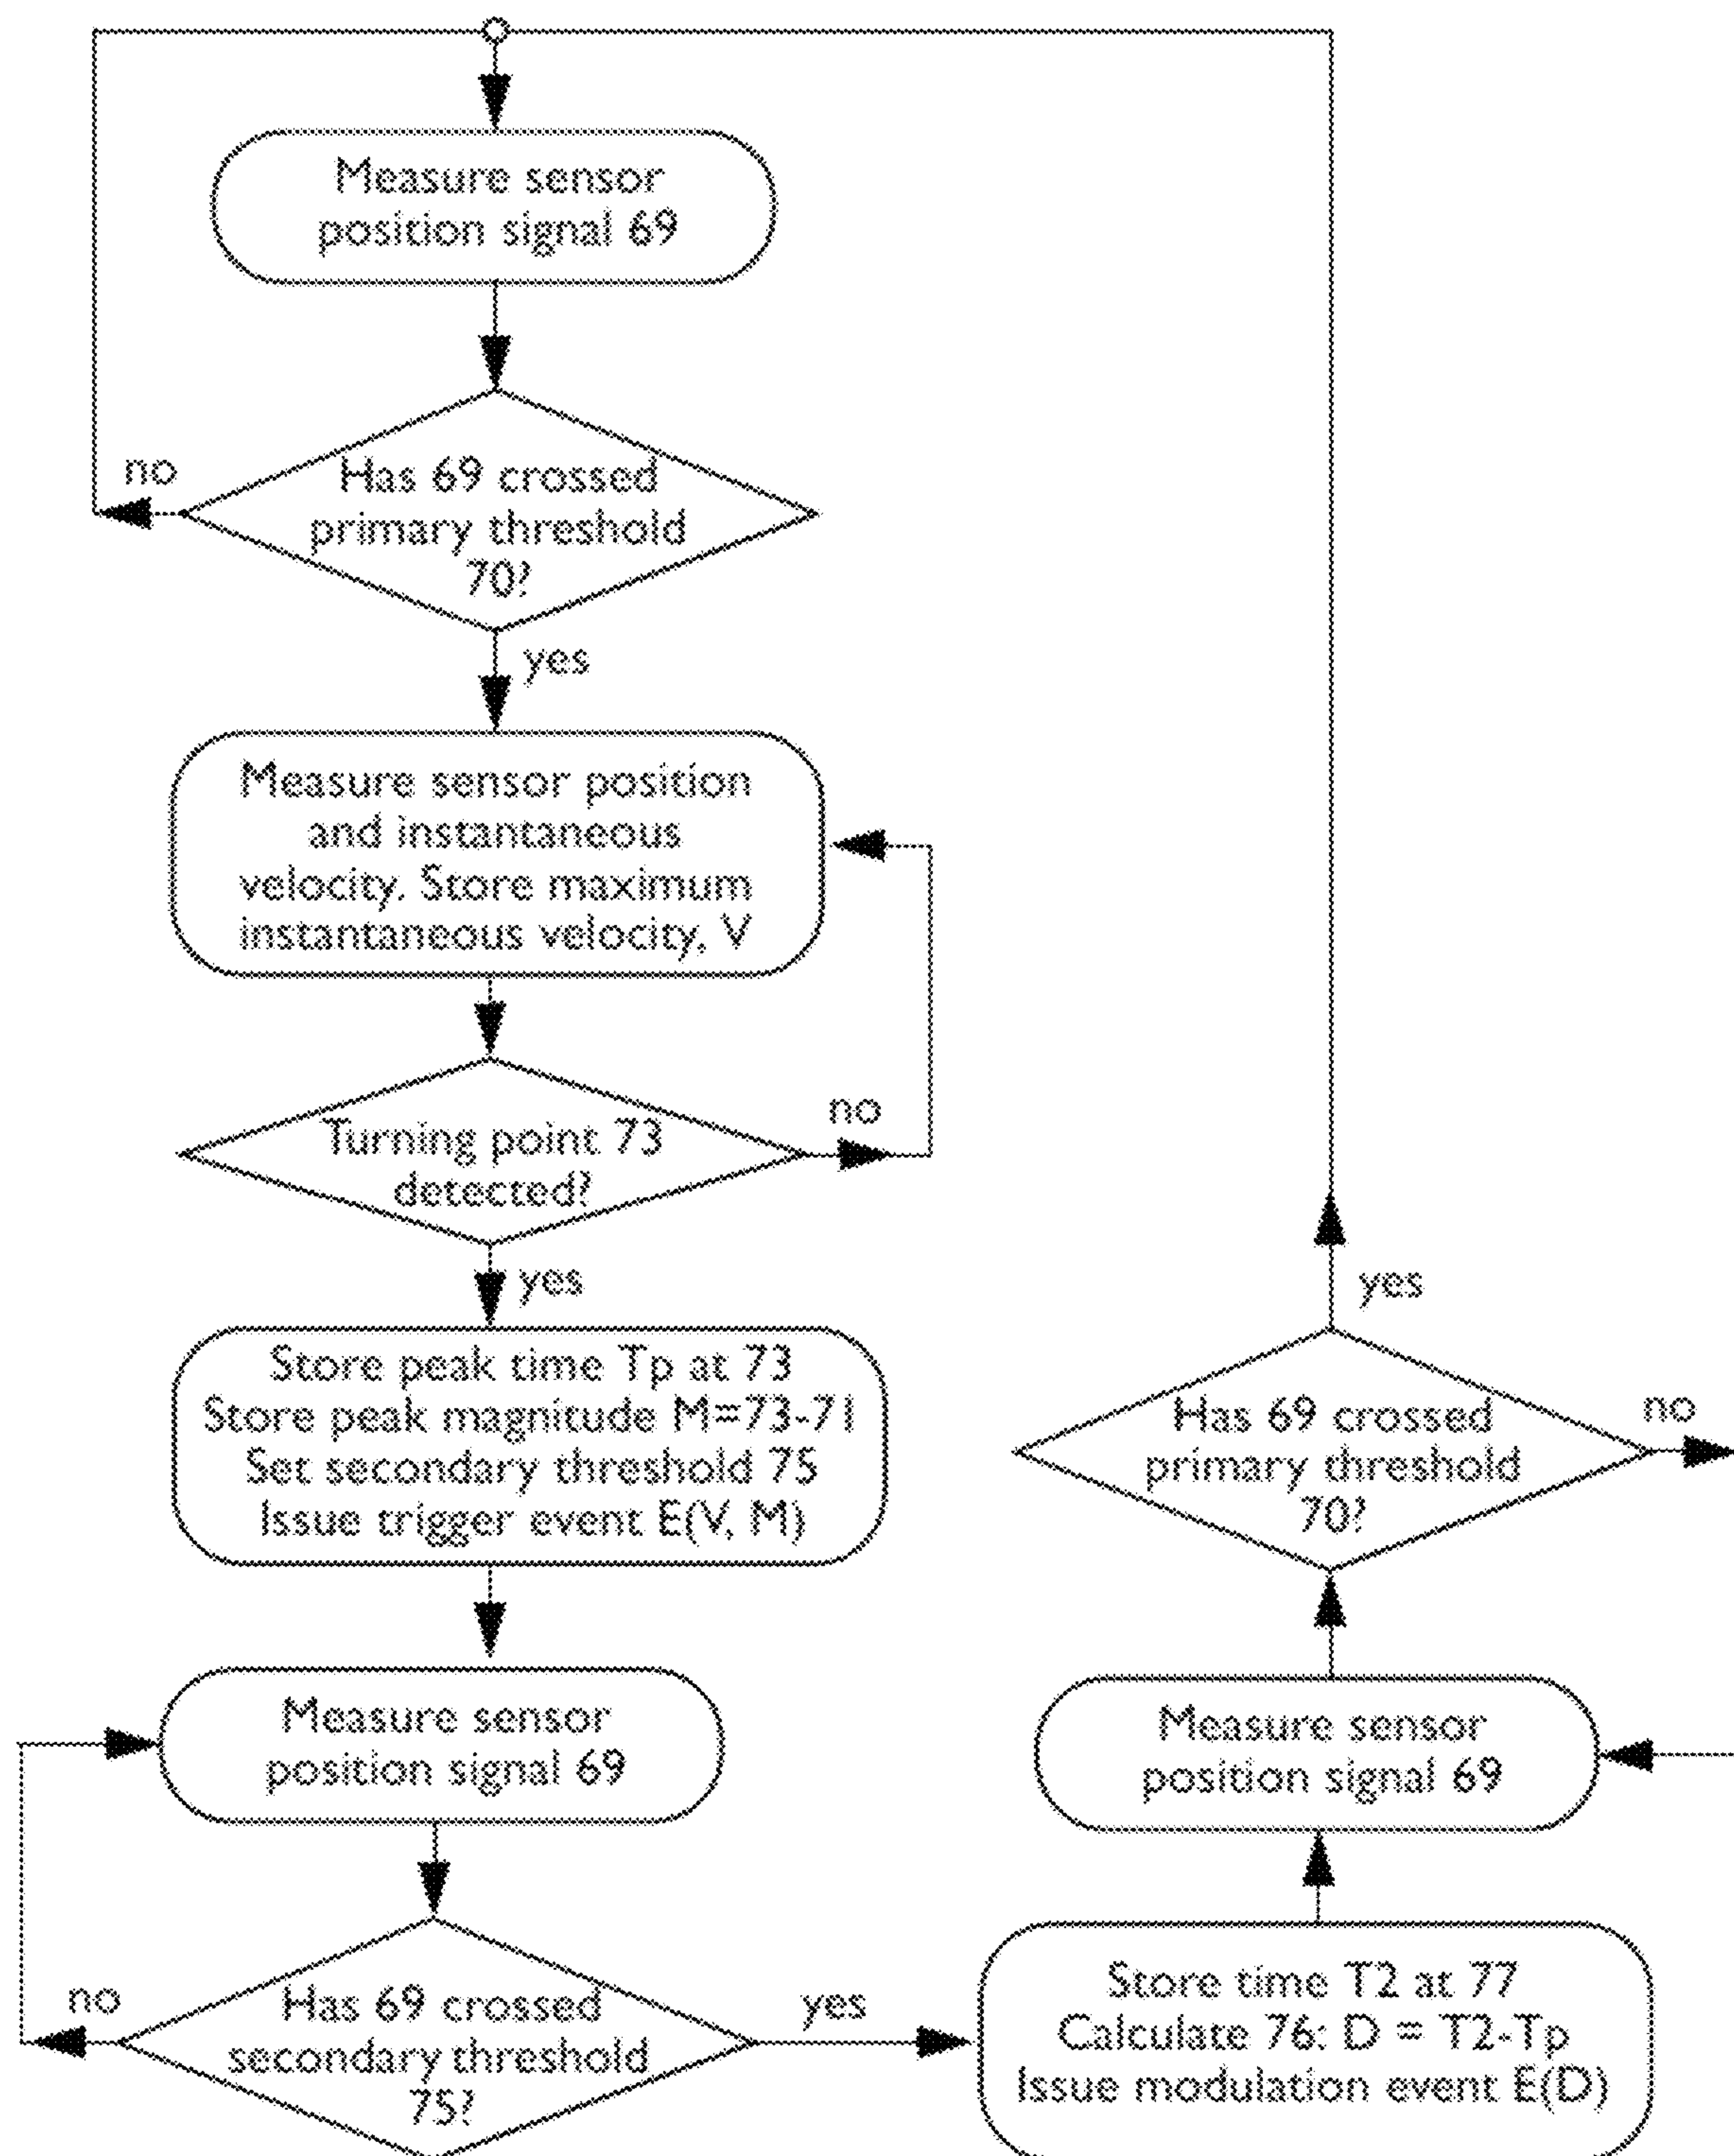 Measure sensor
position signal 69
no
Has 69 crossed
primary threshold
70?
yes
Measure sensor position
and instantaneous
velocity. Store maximum
instantaneous velocity, V
Turning point 73
detected?
no
yes
Store peak time Tp at 73
Store peak magnitude M=73-71
Set secondary threshold 75
Issue trigger event E(V, M)
Measure sensor
position signal 69
no
Has 69 crossed
secondary threshold
75?
yes
Store time T2 at 77
Calculate 76: D = T2-Tp
Issue modulation event E(D)
Measure sensor
position signal 69
Has 69 crossed
primary threshold
70?
no
yes